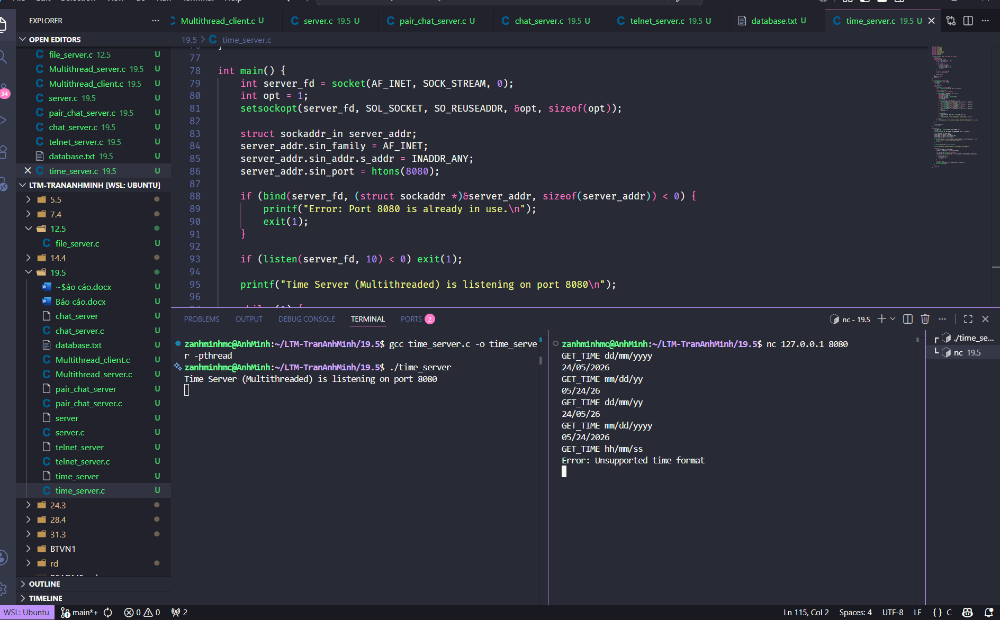 EXPLORER
OPEN EDITORS
file_server.c 12.5 U
Multithread_server.c 19.5 U
Multithread_client.c 19.5 U
server.c 19.5 U
pair_chat_server.c 19.5 U
chat_server.c 19.5 U
telnet_server.c 19.5 U
database.txt 19.5 U
time_server.c 19.5 U
LTM-TRANANHMINH [WSL: UBUNTU]
5.5
7.4
12.5
file_server.c U
14.4
19.5
~$áo cáo.docx U
Báo cáo.docx U
chat_server U
chat_server.c U
database.txt U
Multithread_client.c U
Multithread_server.c U
pair_chat_server U
pair_chat_server.c U
server U
server.c U
telnet_server U
telnet_server.c U
time_server U
time_server.c U
24.3
28.4
31.3
BTVN1
rd
OUTLINE
TIMELINE
34
Multithread_client.c U
server.c 19.5 U
pair_chat_server.c U
chat_server.c 19.5 U
telnet_server.c 19.5 U
database.txt U
time_server.c 19.5 U
19.5 > time_server.c
77
78 int main() {
79 int server_fd = socket(AF_INET, SOCK_STREAM, 0);
80 int opt = 1;
81 setsockopt(server_fd, SOL_SOCKET, SO_REUSEADDR, &opt, sizeof(opt));
82
83 struct sockaddr_in server_addr;
84 server_addr.sin_family = AF_INET;
85 server_addr.sin_addr.s_addr = INADDR_ANY;
86 server_addr.sin_port = htons(8080);
87
88 if (bind(server_fd, (struct sockaddr *)&server_addr, sizeof(server_addr)) < 0) {
89 printf("Error: Port 8080 is already in use.\n");
90 exit(1);
91 }
92
93 if (listen(server_fd, 10) < 0) exit(1);
94
95 printf("Time Server (Multithreaded) is listening on port 8080\n");
96
PROBLEMS OUTPUT DEBUG CONSOLE TERMINAL PORTS 2
nc - 19.5
zanhminhmc@AnhMinh:~/LTM-TranAnhMinh/19.5$ gcc time_server.c -o time_serve
r -pthread
zanhminhmc@AnhMinh:~/LTM-TranAnhMinh/19.5$ ./time_server
Time Server (Multithreaded) is listening on port 8080
zanhminhmc@AnhMinh:~/LTM-TranAnhMinh/19.5$ nc 127.0.0.1 8080
GET_TIME dd/mm/yyyy
24/05/2026
GET_TIME mm/dd/yy
05/24/26
GET_TIME dd/mm/yy
24/05/26
GET_TIME mm/dd/yyyy
05/24/2026
GET_TIME hh/mm/ss
Error: Unsupported time format
./time_se...
nc 19.5
WSL: Ubuntu main*+ 0 0 2
Ln 115, Col 2 Spaces: 4 UTF-8 LF {} C